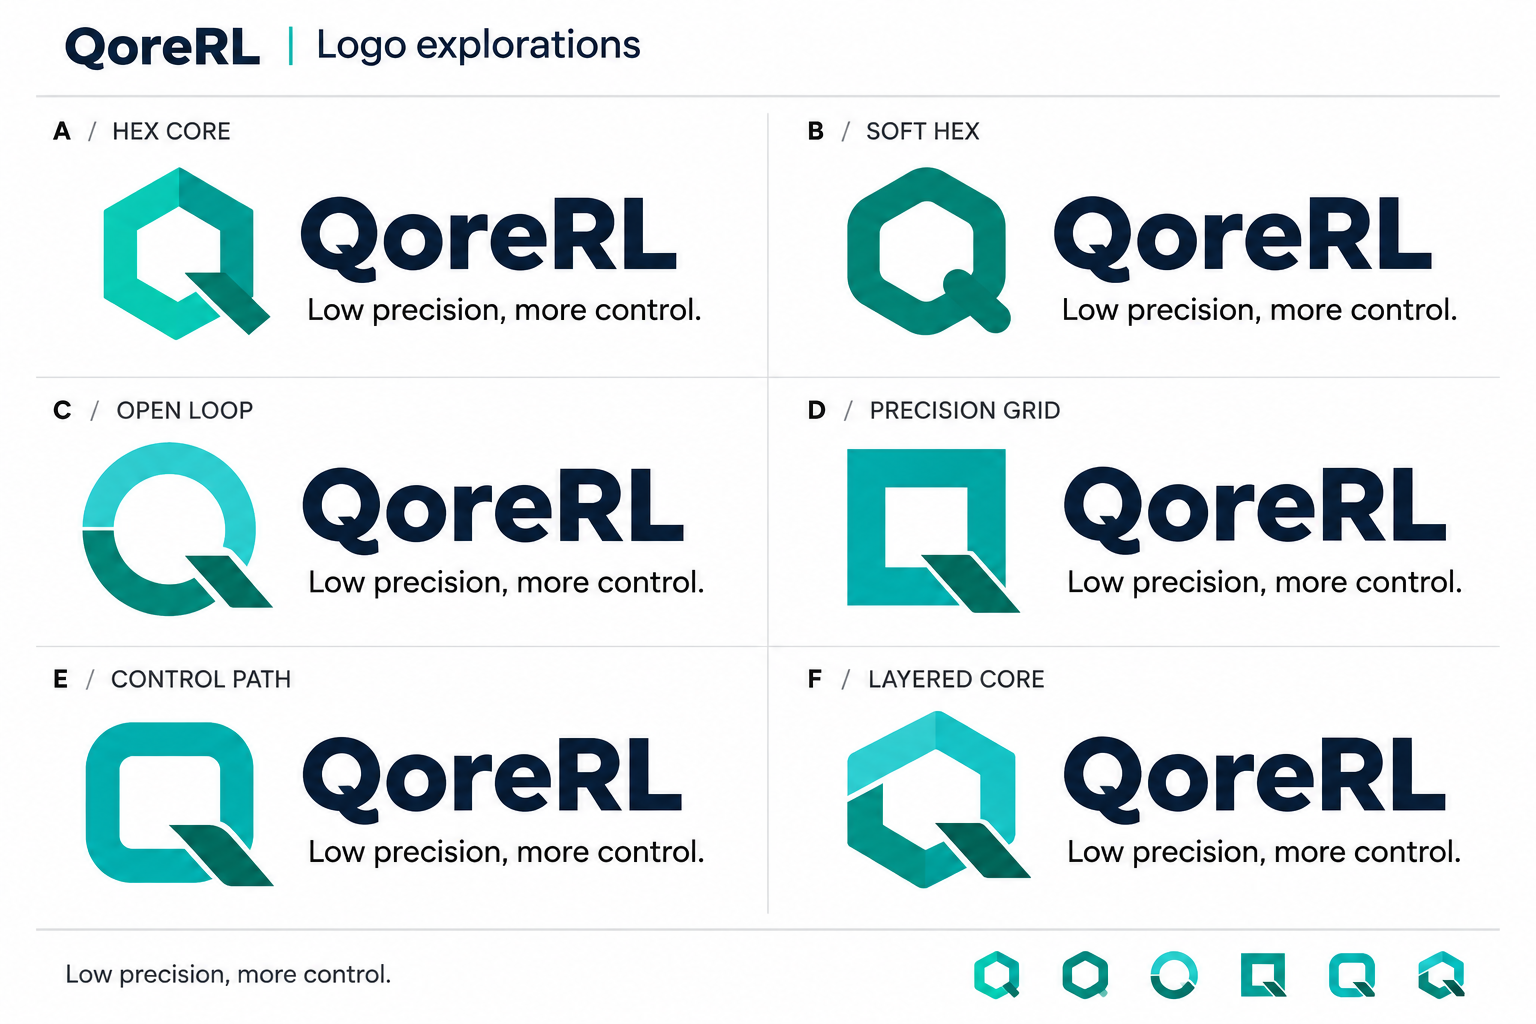 QoreRL | Logo explorations
A / HEX CORE
QoreRL
Low precision, more control.
B / SOFT HEX
QoreRL
Low precision, more control.
C / OPEN LOOP
QoreRL
Low precision, more control.
D / PRECISION GRID
QoreRL
Low precision, more control.
E / CONTROL PATH
QoreRL
Low precision, more control.
F / LAYERED CORE
QoreRL
Low precision, more control.
Low precision, more control.